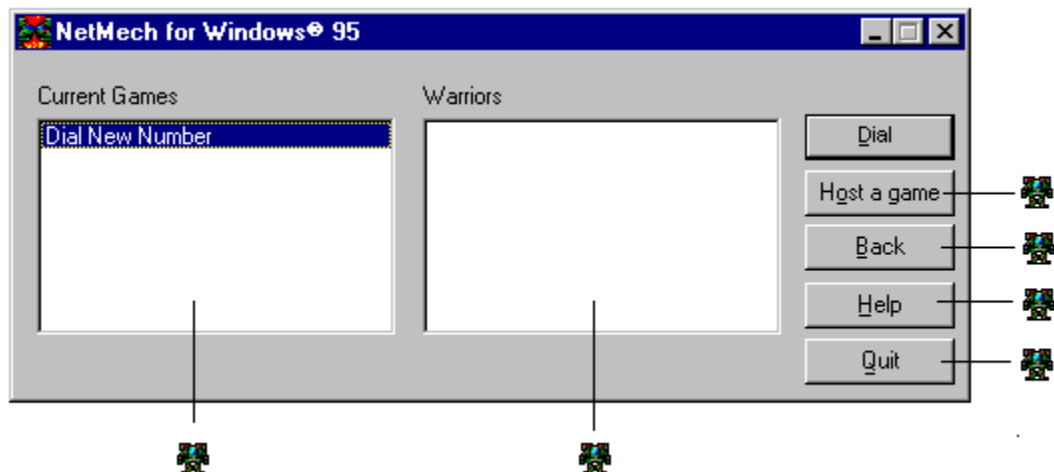 NetMech for Windows® 95
Current Games
Warriors
Dial New Number
Dial
Host a game
Back
Help
Quit